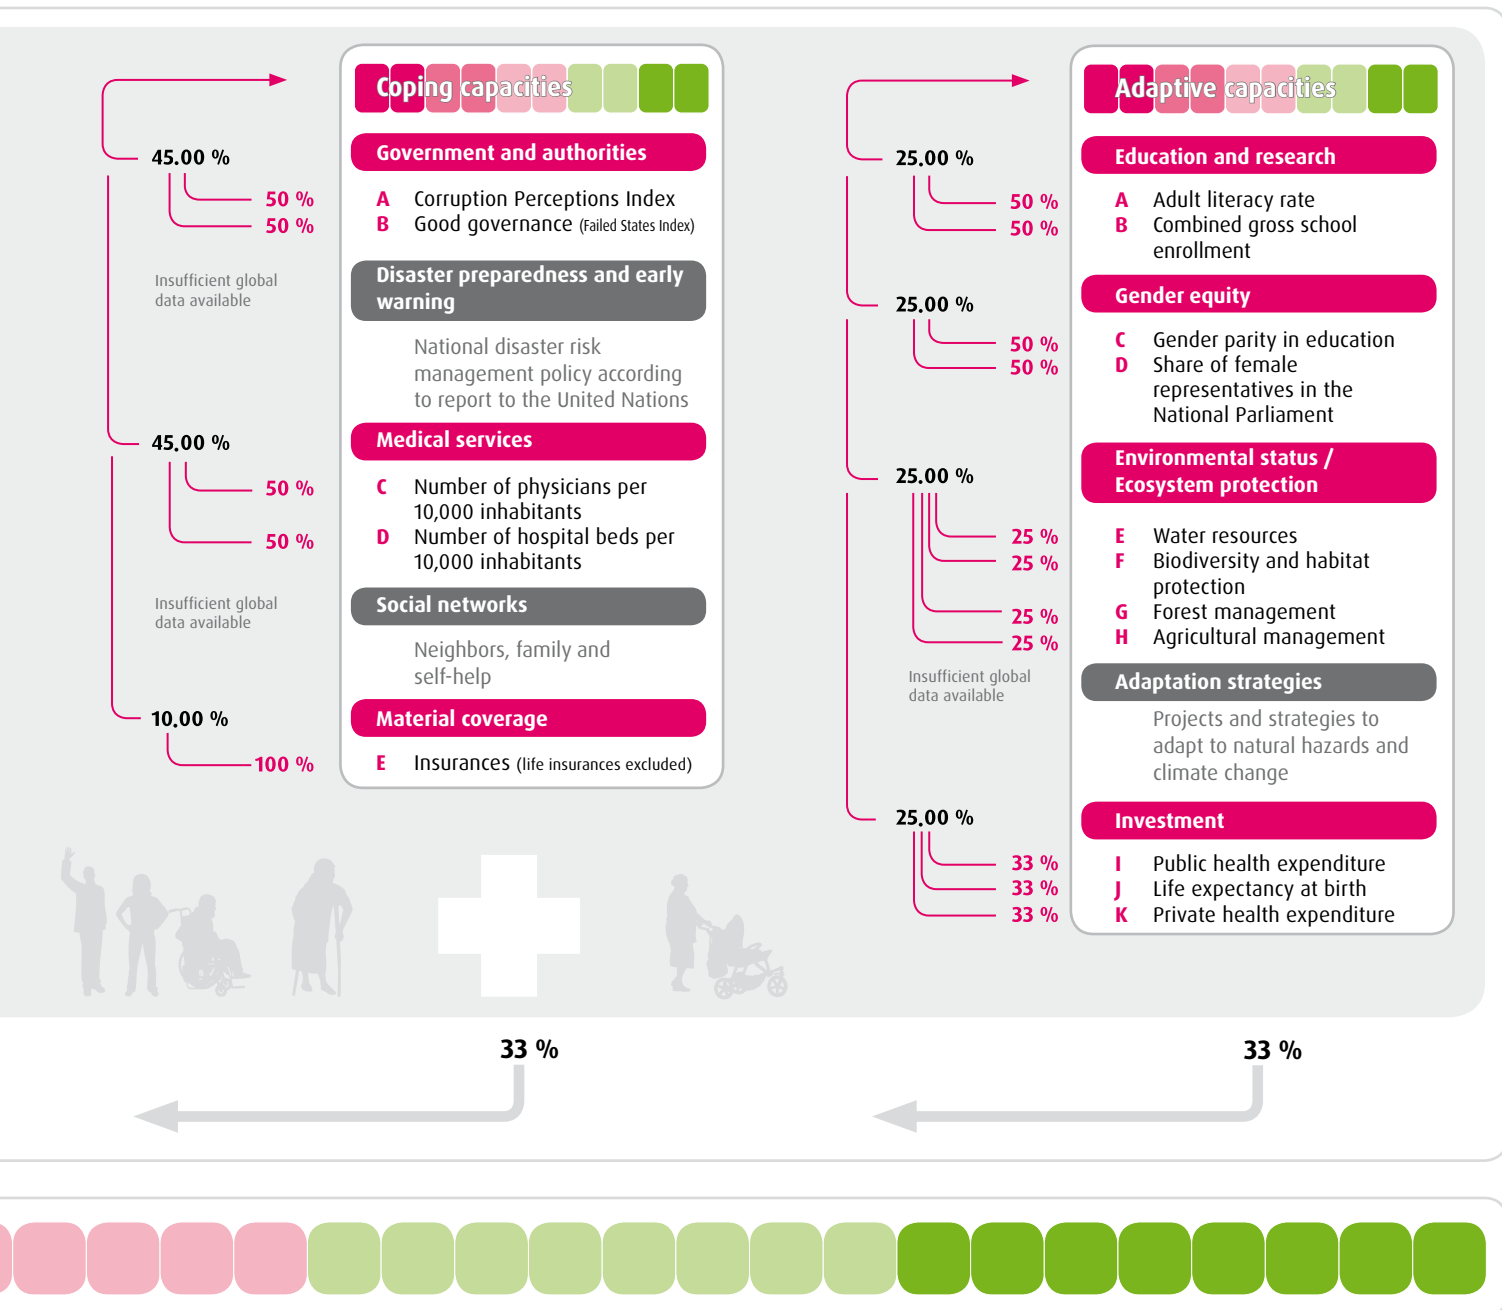 Coping capacities
45.00 %
Government and authorities
50 %
A Corruption Perceptions Index
50 %
B Good governance (Failed States Index)
Insufficient global
data available
Disaster preparedness and early
warning
National disaster risk
management policy according
to report to the United Nations
45.00 %
Medical services
50 %
C Number of physicians per
10,000 inhabitants
50 %
D Number of hospital beds per
10,000 inhabitants
Insufficient global
data available
Social networks
Neighbors, family and
self-help
10.00 %
Material coverage
100 %
E Insurances (life insurances excluded)
33 %
Adaptive capacities
25.00 %
Education and research
50 %
A Adult literacy rate
50 %
B Combined gross school
enrollment
25.00 %
Gender equity
50 %
C Gender parity in education
50 %
D Share of female
representatives in the
National Parliament
25.00 %
Environmental status /
Ecosystem protection
25 %
E Water resources
25 %
F Biodiversity and habitat
protection
25 %
G Forest management
25 %
H Agricultural management
Insufficient global
data available
Adaptation strategies
Projects and strategies to
adapt to natural hazards and
climate change
25.00 %
Investment
33 %
I Public health expenditure
33 %
J Life expectancy at birth
33 %
K Private health expenditure
33 %